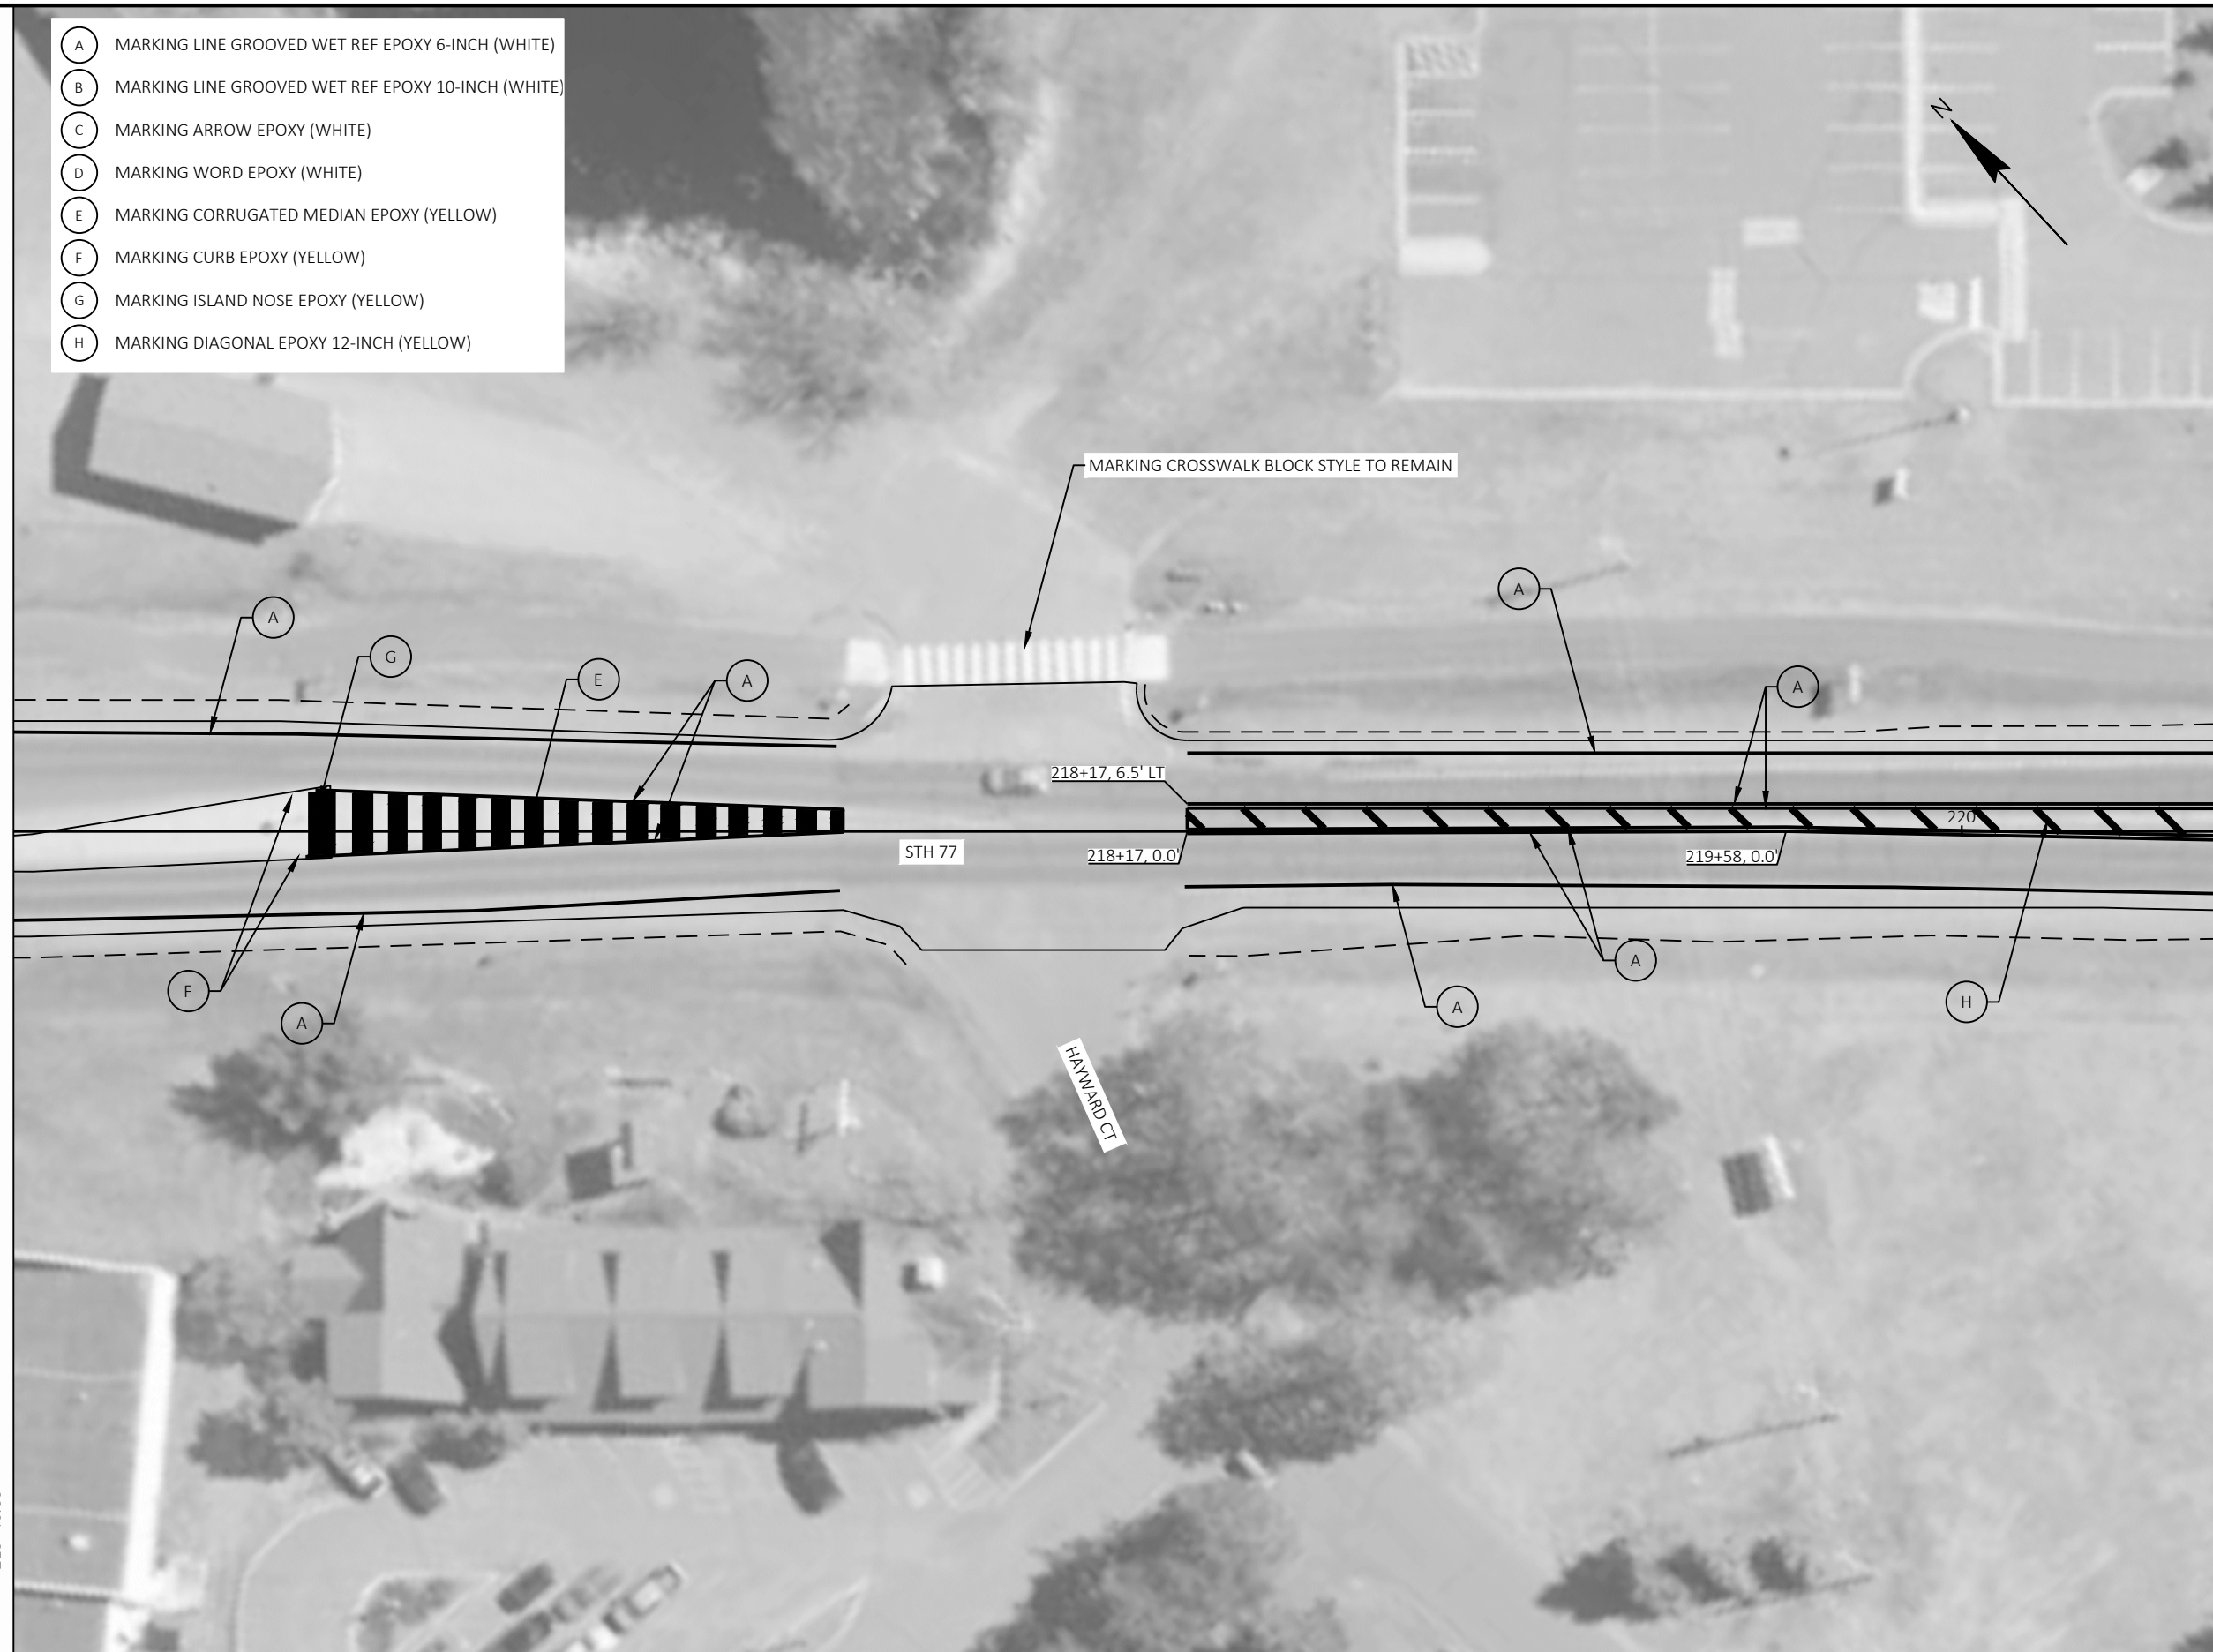 A MARKING LINE GROOVED WET REF EPOXY 6-INCH (WHITE)
B MARKING LINE GROOVED WET REF EPOXY 10-INCH (WHITE)
C MARKING ARROW EPOXY (WHITE)
D MARKING WORD EPOXY (WHITE)
E MARKING CORRUGATED MEDIAN EPOXY (YELLOW)
F MARKING CURB EPOXY (YELLOW)
G MARKING ISLAND NOSE EPOXY (YELLOW)
H MARKING DIAGONAL EPOXY 12-INCH (YELLOW)
N
MARKING CROSSWALK BLOCK STYLE TO REMAIN
A
A
G
E
A
A
218+17, 6.5' LT
220
STH 77
218+17, 0.0'
219+58, 0.0'
F
A
A
A
H
HAYWARD CT